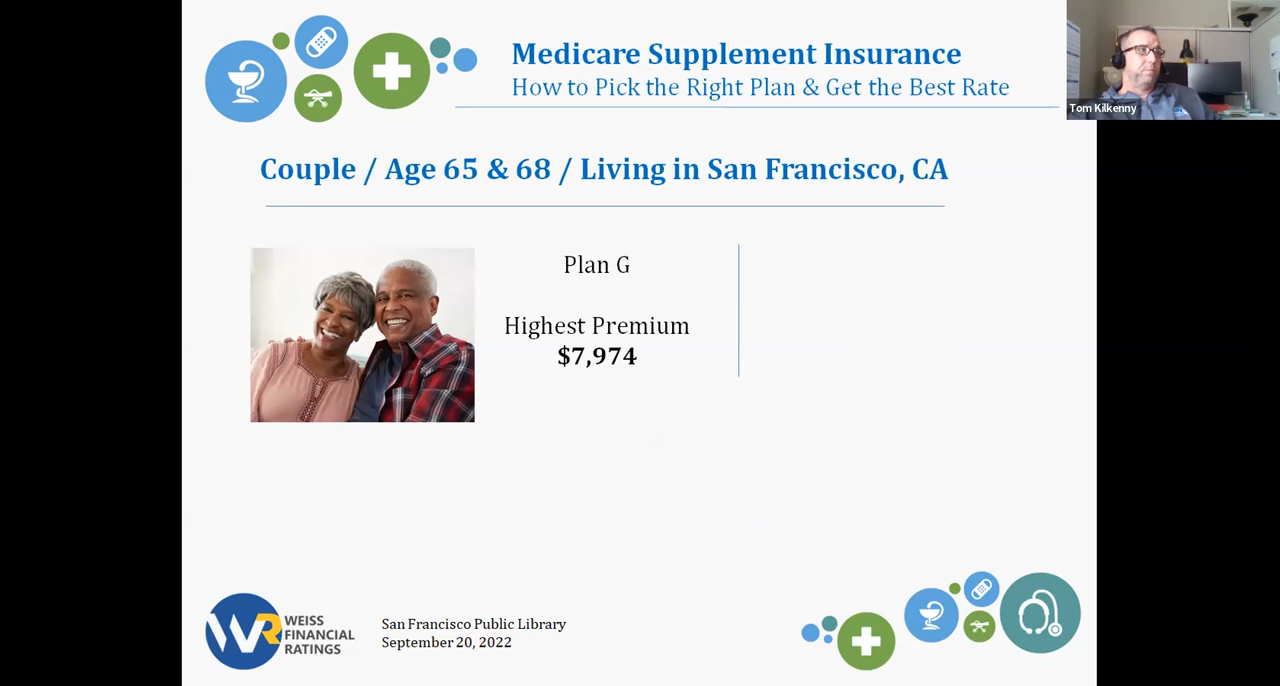 Medicare Supplement Insurance
How to Pick the Right Plan & Get the Best Rate
Tom Kilkenny
Couple / Age 65 & 68 / Living in San Francisco, CA
Plan G
Highest Premium
$7,974
WR WEISS
FINANCIAL
RATINGS
San Francisco Public Library
September 20, 2022